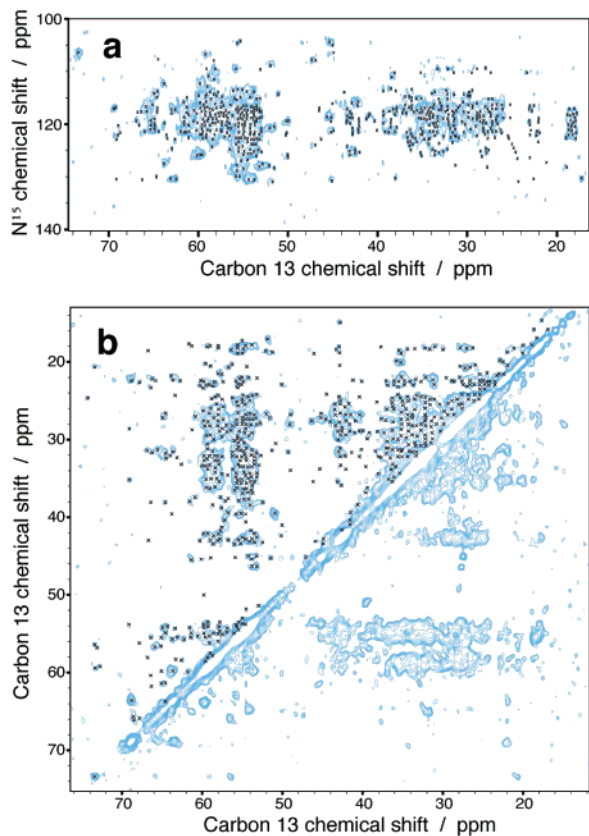 100
a
120
140
N¹⁵ chemical shift / ppm
70 60 50 40 30 20
Carbon 13 chemical shift / ppm
b
20
30
40
50
60
70
Carbon 13 chemical shift / ppm
70 60 50 40 30 20
Carbon 13 chemical shift / ppm